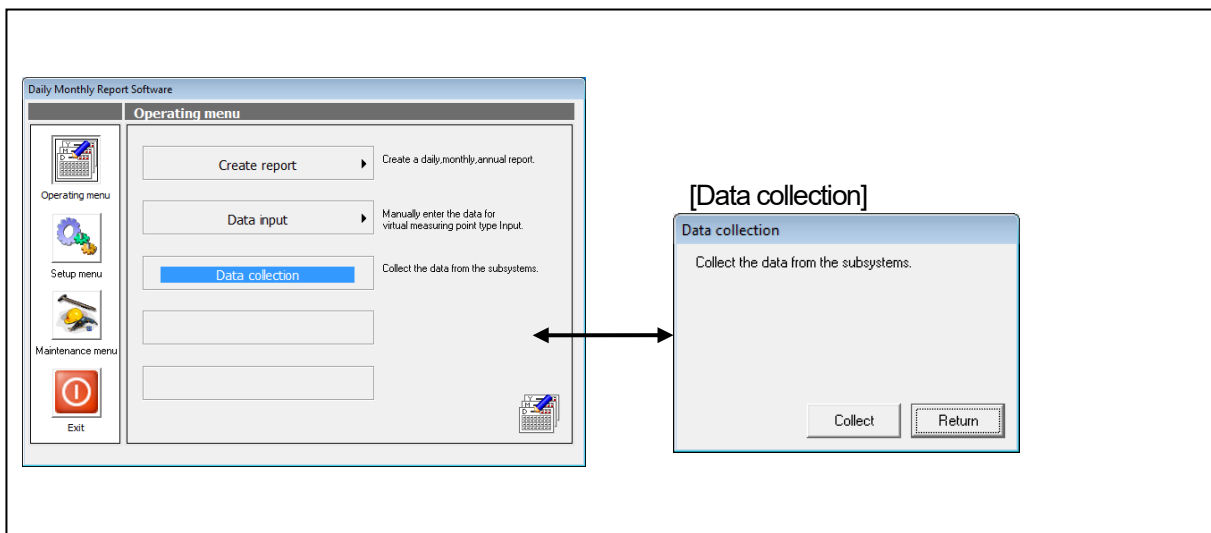 Daily Monthly Report Software
Operating menu
Operating menu
Setup menu
Maintenance menu
Exit
Create report
Create a daily,monthly,annual report.
Data input
Manually enter the data for
virtual measuring point type Input.
Data collection
Collect the data from the subsystems.
[Data collection]
Data collection
Collect the data from the subsystems.
Collect
Return